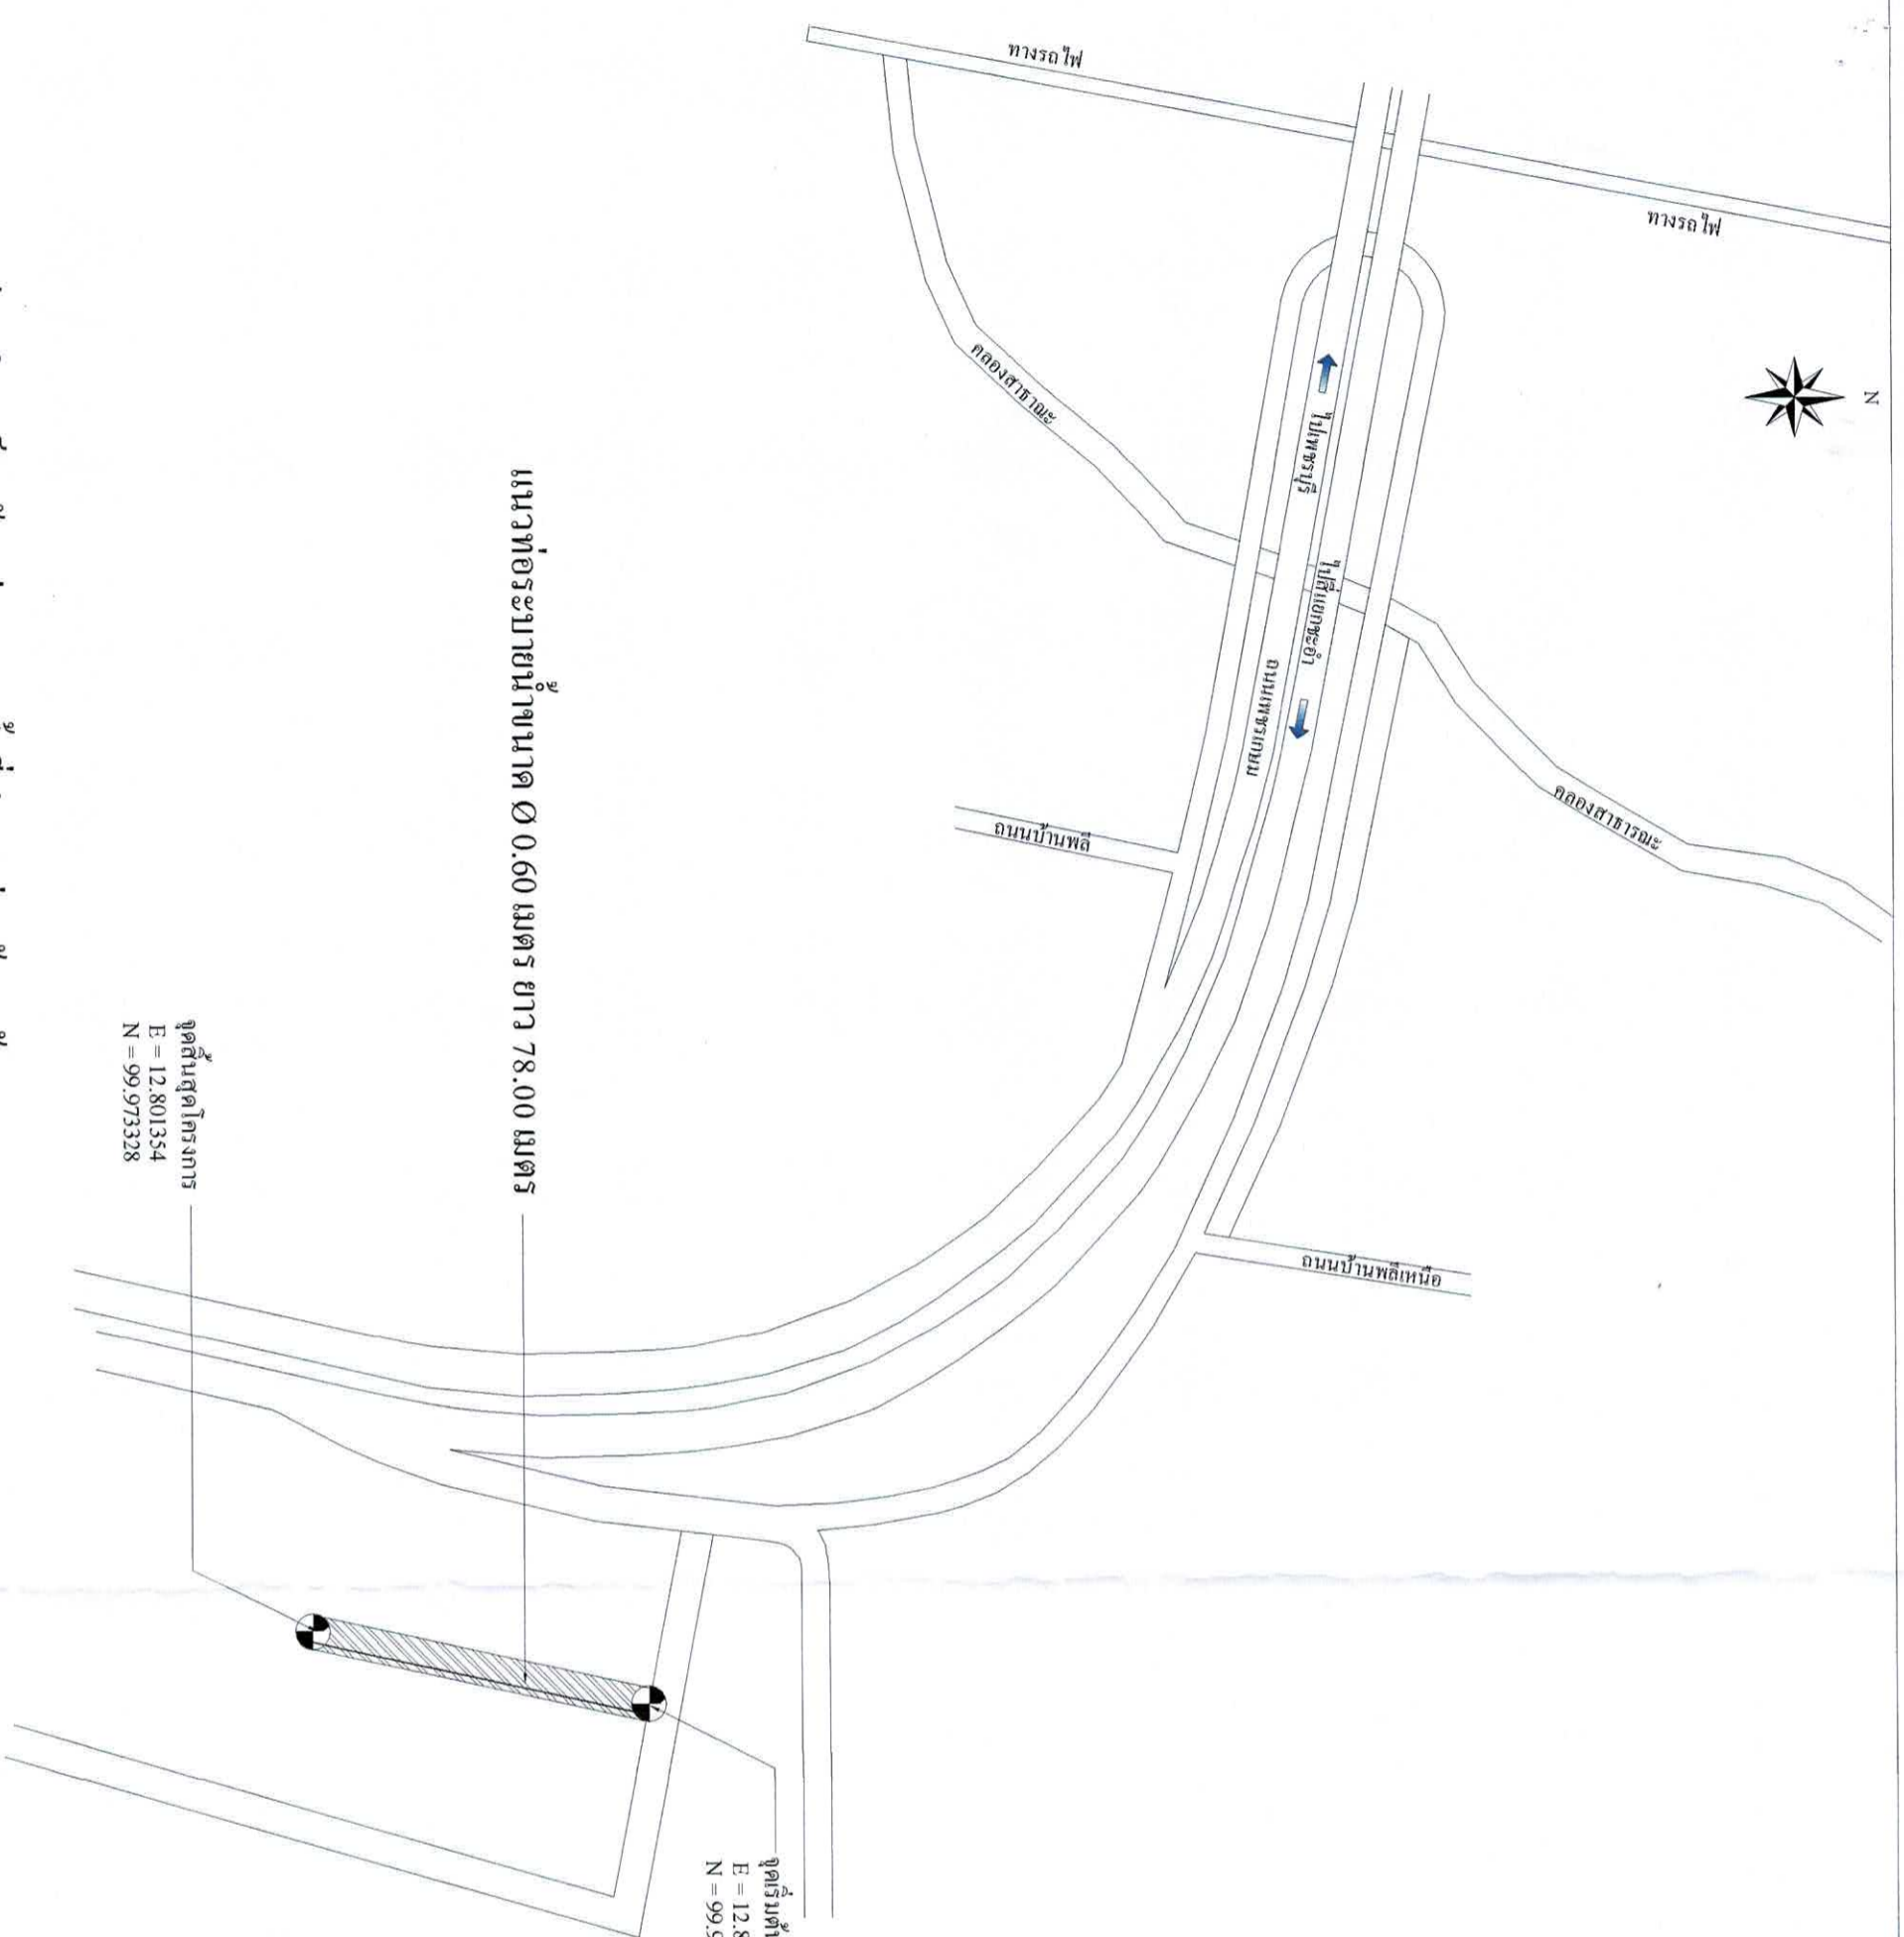 N
ทางรถไฟ
ทางรถไฟ
คลองสาธาณะ
ไปเพชรบุรี
ไปสี่แยกชะอำ
ถนนเพชรเกษม
คลองสาธารณะ
ถนนบ้านพลี
ถนนบ้านพลีเหนือ
แนวท่อระบายน้ำขนาด Ø 0.60 เมตร ยาว 78.00 เมตร
จุดสิ้นสุดโครงการ
E = 12.801354
N = 99.973328
จุดเริ่มต้น
E = 12.8
N = 99.9